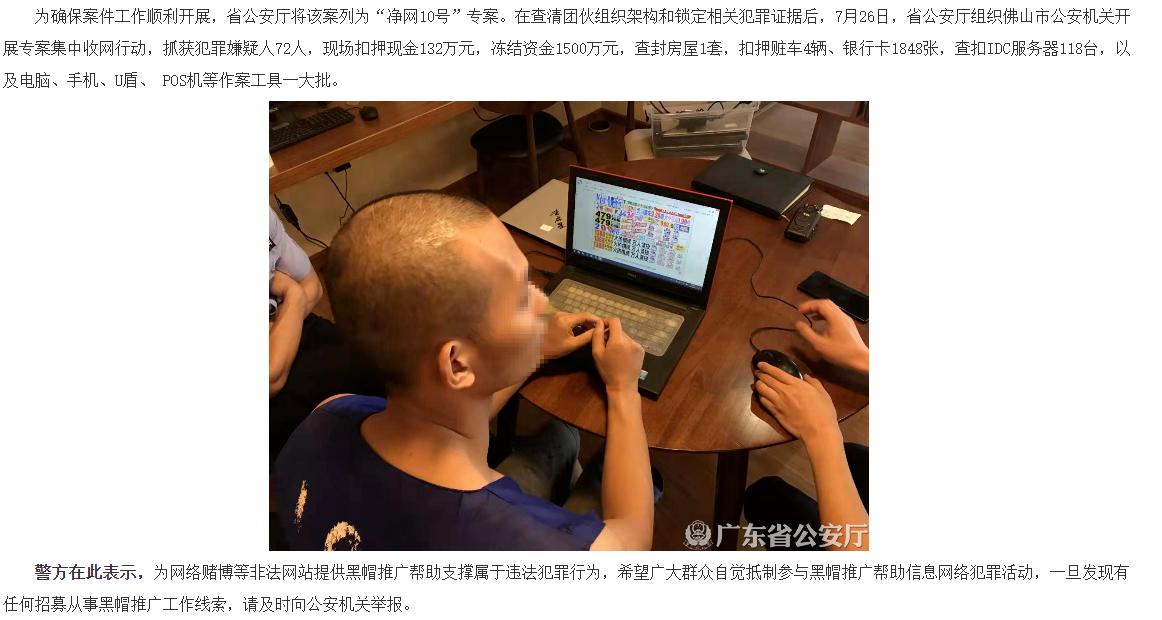 为确保案件工作顺利开展，省公安厅将该案列为“净网10号”专案。在查清团伙组织架构和锁定相关犯罪证据后，7月26日，省公安厅组织佛山市公安机关开
展专案集中收网行动，抓获犯罪嫌疑人72人，现场扣押现金132万元，冻结资金1500万元，查封房屋1套，扣押赃车4辆、银行卡1848张，查扣IDC服务器118台，以
及电脑、手机、U盾、 POS机等作案工具一大批。
479
479
广东省公安厅
警方在此表示，为网络赌博等非法网站提供黑帽推广帮助支撑属于违法犯罪行为，希望广大群众自觉抵制参与黑帽推广帮助信息网络犯罪活动，一旦发现有
任何招募从事黑帽推广工作线索，请及时向公安机关举报。